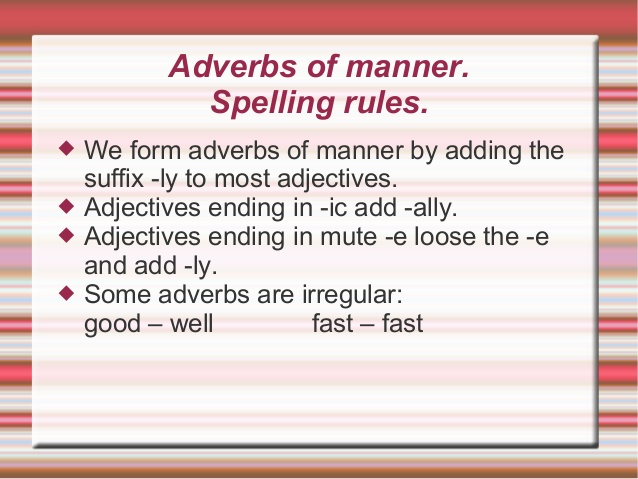 Adverbs of manner.
Spelling rules.
We form adverbs of manner by adding the
suffix -ly to most adjectives.
Adjectives ending in -ic add -ally.
Adjectives ending in mute -e loose the -e
and add -ly.
Some adverbs are irregular:
good – well fast – fast